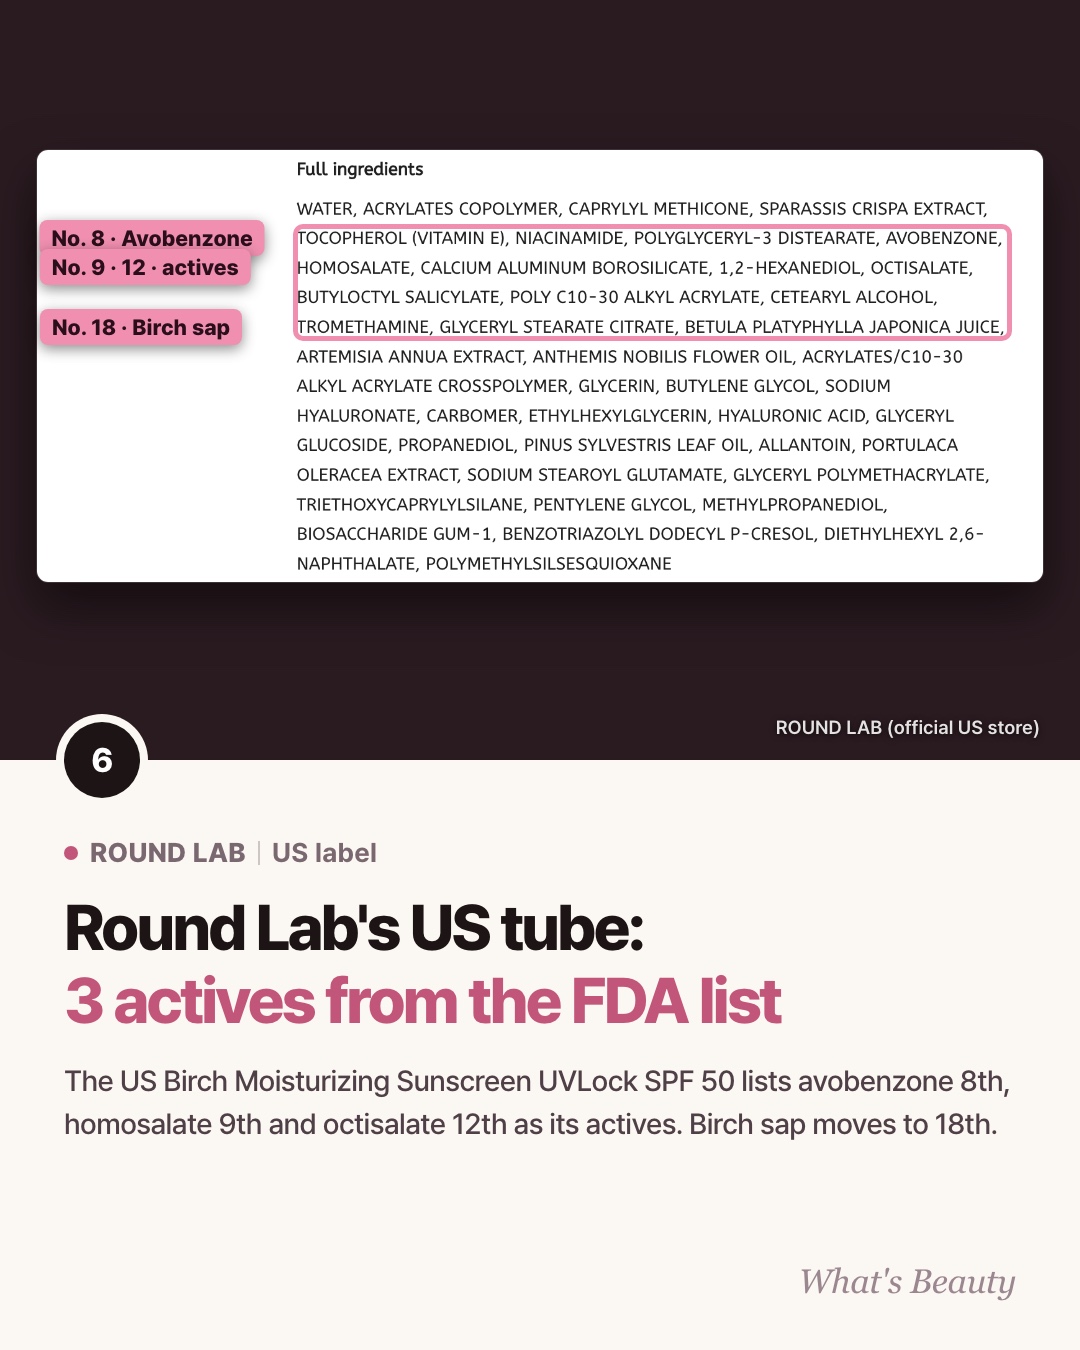 Full ingredients
WATER, ACRYLATES COPOLYMER, CAPRYLYL METHICONE, SPARASSIS CRISPA EXTRACT,
No. 8 · Avobenzone
TOCOPHEROL (VITAMIN E), NIACINAMIDE, POLYGLYCERYL-3 DISTEARATE, AVOBENZONE,
No. 9 · 12 · actives
HOMOSALATE, CALCIUM ALUMINUM BOROSILICATE, 1,2-HEXANEDIOL, OCTISALATE,
BUTYLOCTYL SALICYLATE, POLY C10-30 ALKYL ACRYLATE, CETEARYL ALCOHOL,
No. 18 · Birch sap
TROMETHAMINE, GLYCERYL STEARATE CITRATE, BETULA PLATYPHYLLA JAPONICA JUICE,
ARTEMISIA ANNUA EXTRACT, ANTHEMIS NOBILIS FLOWER OIL, ACRYLATES/C10-30
ALKYL ACRYLATE CROSSPOLYMER, GLYCERIN, BUTYLENE GLYCOL, SODIUM
HYALURONATE, CARBOMER, ETHYLHEXYLGLYCERIN, HYALURONIC ACID, GLYCERYL
GLUCOSIDE, PROPANEDIOL, PINUS SYLVESTRIS LEAF OIL, ALLANTOIN, PORTULACA
OLERACEA EXTRACT, SODIUM STEAROYL GLUTAMATE, GLYCERYL POLYMETHACRYLATE,
TRIETHOXYCAPRYLYLSILANE, PENTYLENE GLYCOL, METHYLPROPANEDIOL,
BIOSACCHARIDE GUM-1, BENZOTRIAZOLYL DODECYL P-CRESOL, DIETHYLHEXYL 2,6-
NAPHTHALATE, POLYMETHYLSILSESQUIOXANE
ROUND LAB (official US store)
6
ROUND LAB | US label
Round Lab's US tube:
3 actives from the FDA list
The US Birch Moisturizing Sunscreen UVLock SPF 50 lists avobenzone 8th,
homosalate 9th and octisalate 12th as its actives. Birch sap moves to 18th.
What's Beauty